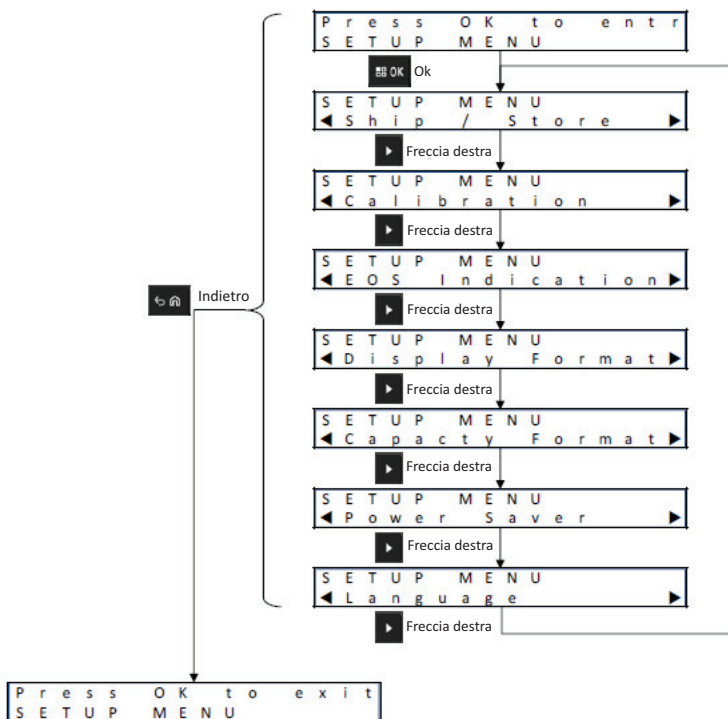 Press OK to entr
SETUP MENU
OK Ok
SETUP MENU
◀Ship / Store ▶
Freccia destra
SETUP MENU
◀Calibration ▶
Freccia destra
SETUP MENU
◀EOS Indication▶
Indietro
Freccia destra
SETUP MENU
◀Display Format▶
Freccia destra
SETUP MENU
◀Capacty Format▶
Freccia destra
SETUP MENU
◀Power Saver ▶
Freccia destra
SETUP MENU
◀Language ▶
Freccia destra
Press OK to exit
SETUP MENU